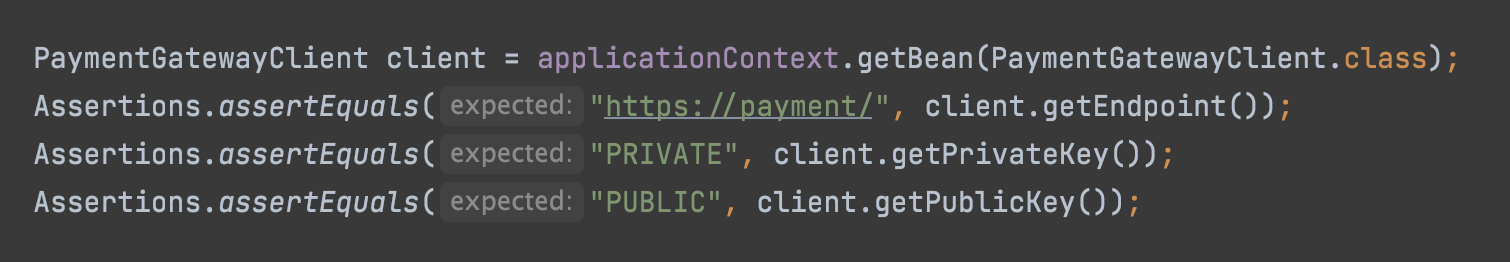 PaymentGatewayClient client = applicationContext.getBean(PaymentGatewayClient.class);
Assertions.assertEquals( expected: "https://payment/", client.getEndpoint());
Assertions.assertEquals( expected: "PRIVATE", client.getPrivateKey());
Assertions.assertEquals( expected: "PUBLIC", client.getPublicKey());